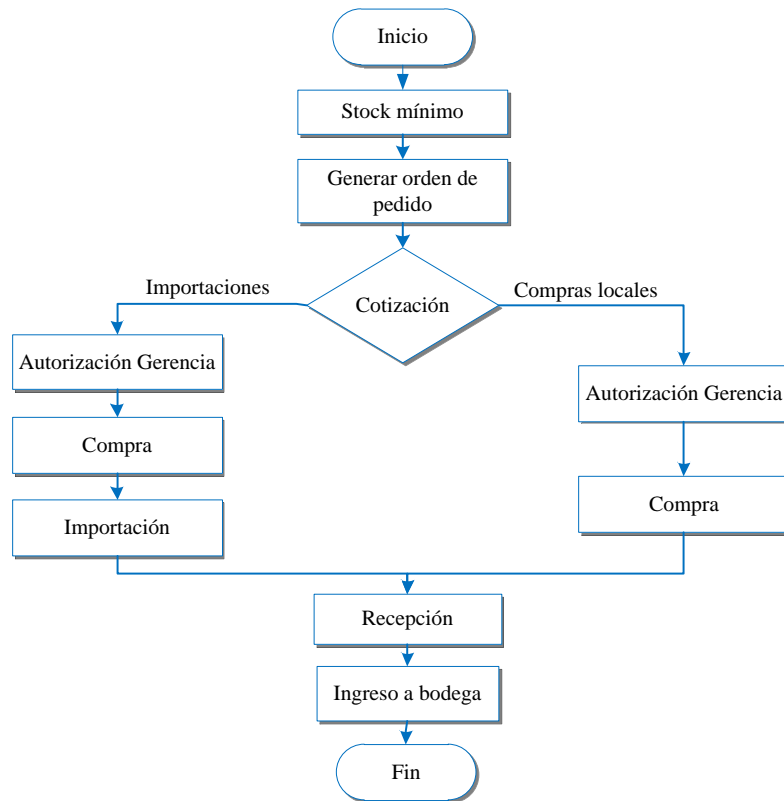 Inicio
Stock mínimo
Generar orden de
pedido
Importaciones
Cotización
Compras locales
Autorización Gerencia
Compra
Importación
Autorización Gerencia
Compra
Recepción
Ingreso a bodega
Fin